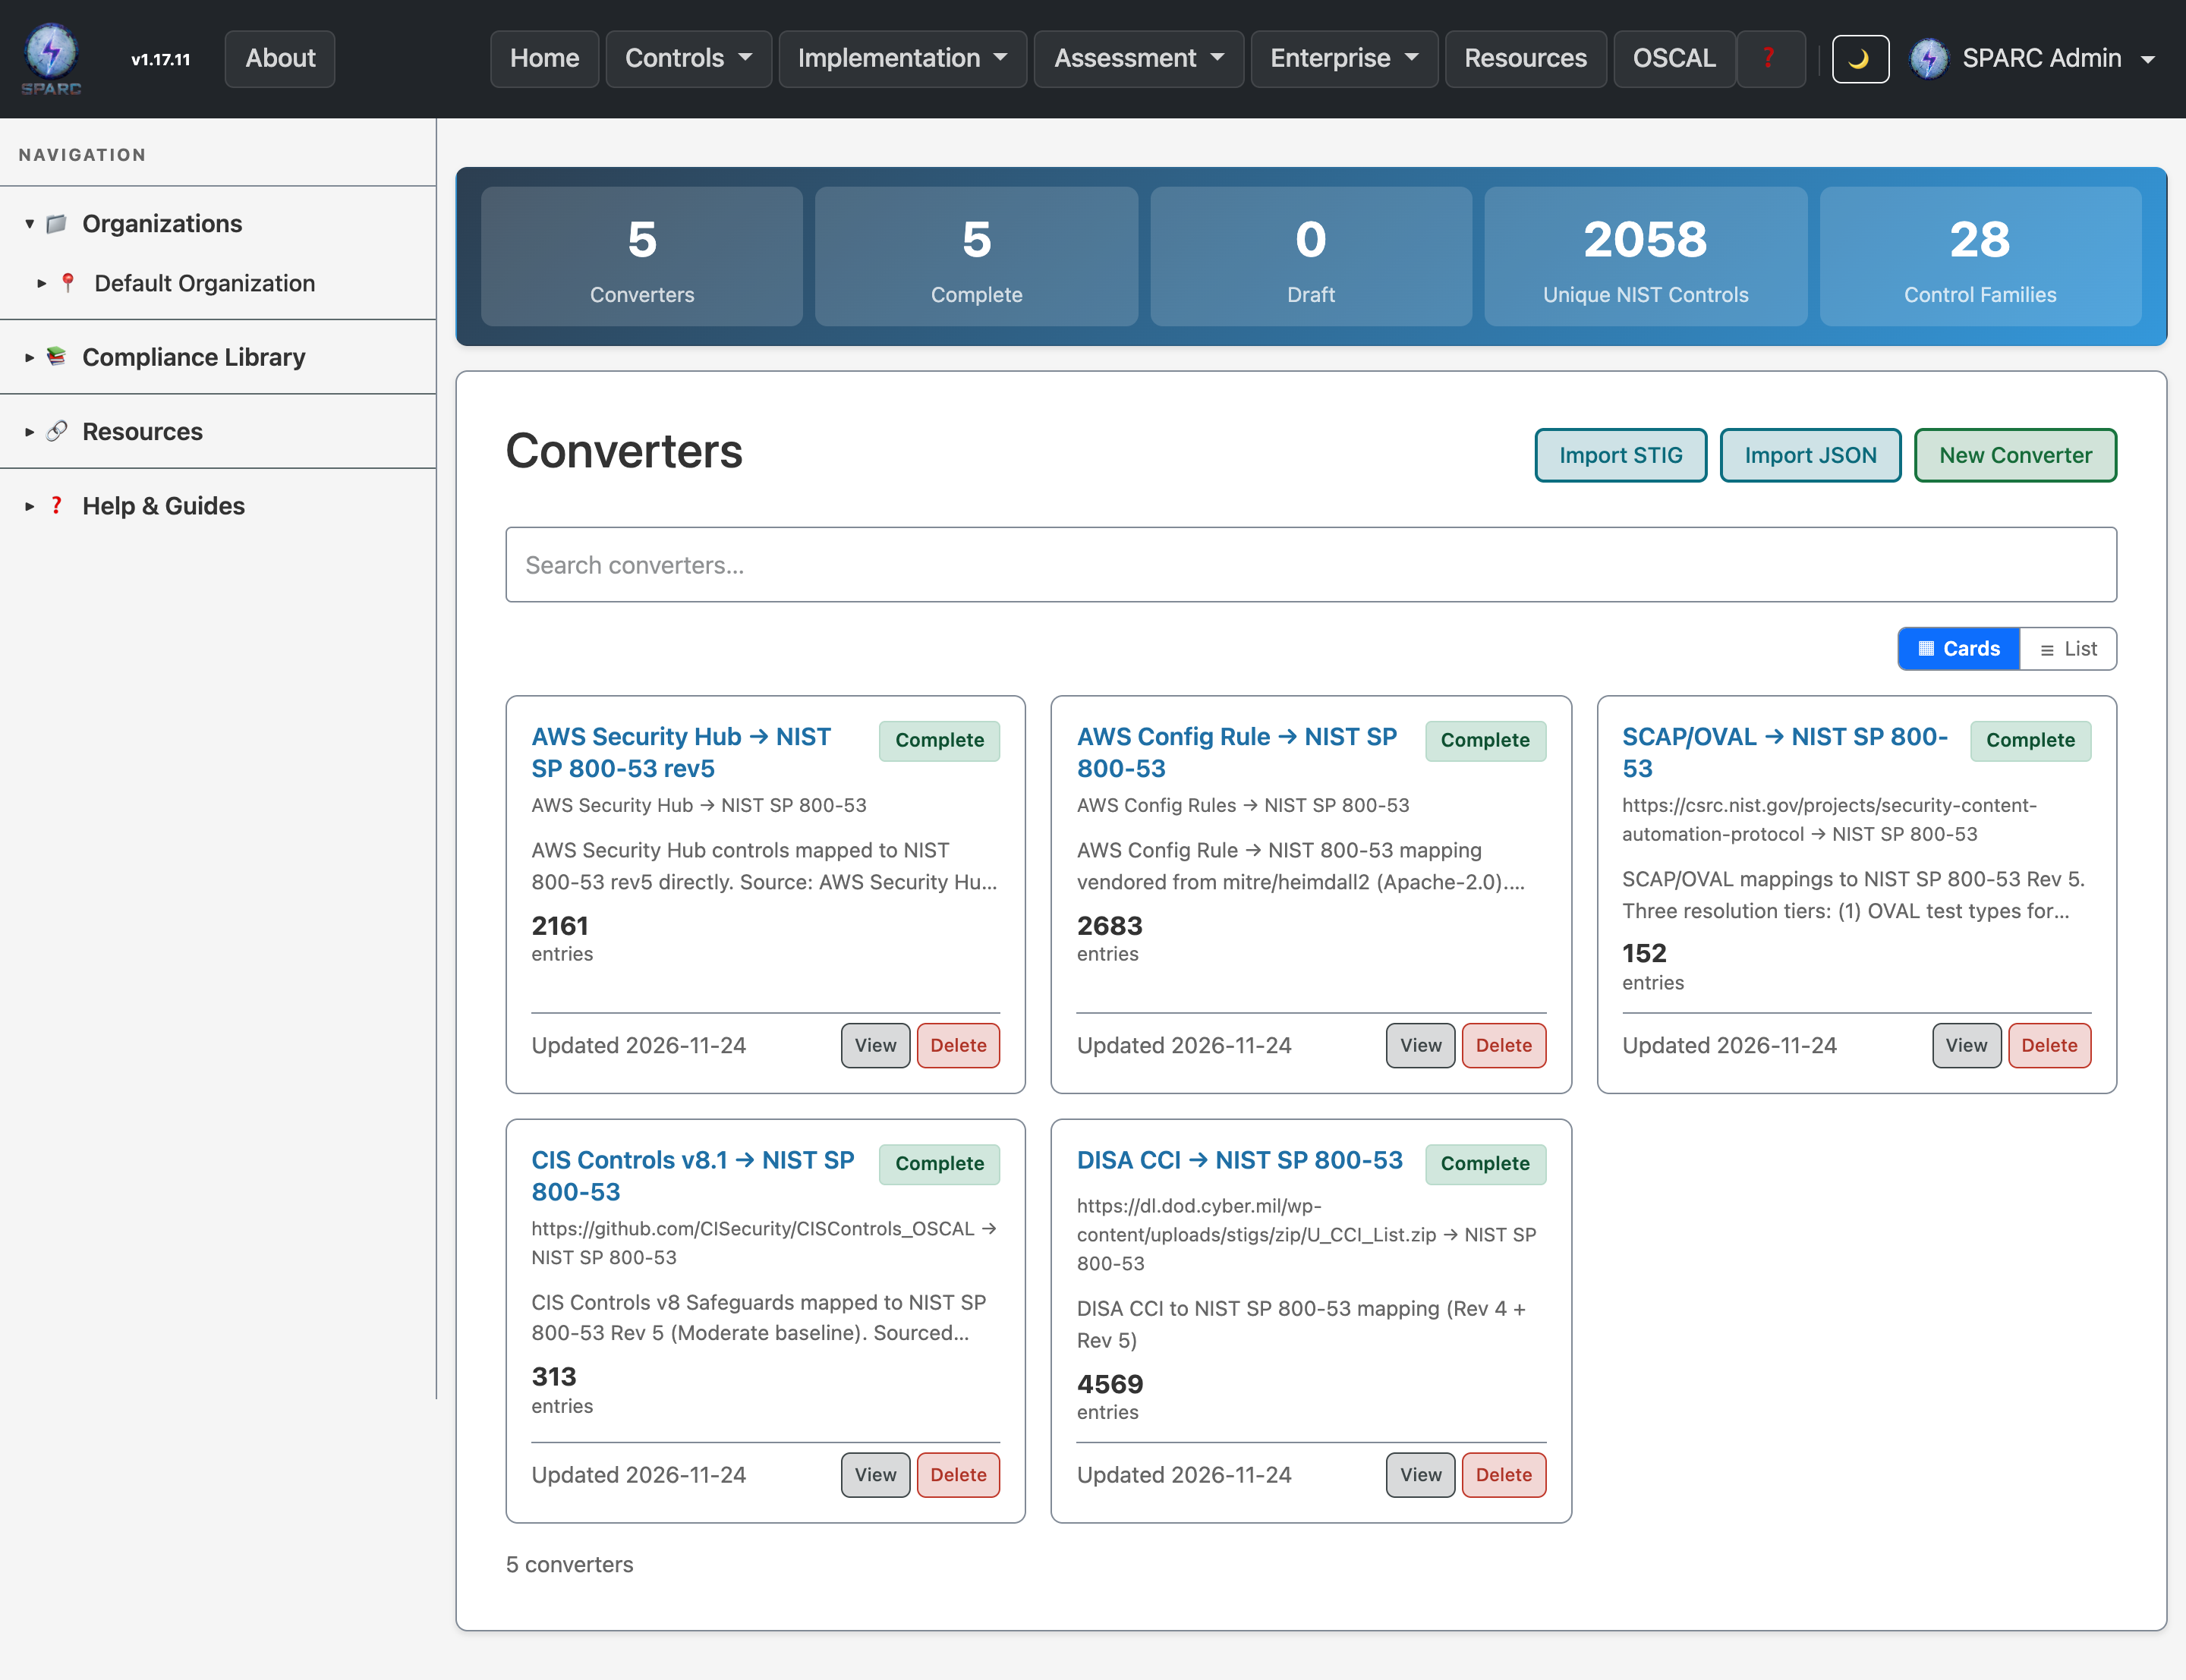 SPARC
v1.17.11
About
Home
Controls
Implementation
Assessment
Enterprise
Resources
OSCAL
❓
SPARC Admin
NAVIGATION
Organizations
Default Organization
Compliance Library
Resources
❓ Help & Guides
5
Converters
5
Complete
0
Draft
2058
Unique NIST Controls
28
Control Families
Converters
Import STIG
Import JSON
New Converter
Search converters...
Cards
List
AWS Security Hub → NIST
SP 800-53 rev5
Complete
AWS Security Hub → NIST SP 800-53
AWS Security Hub controls mapped to NIST
800-53 rev5 directly. Source: AWS Security Hu...
2161
entries
Updated 2026-11-24
View
Delete
AWS Config Rule → NIST SP
800-53
Complete
AWS Config Rules → NIST SP 800-53
AWS Config Rule → NIST 800-53 mapping
vendored from mitre/heimdall2 (Apache-2.0)....
2683
entries
Updated 2026-11-24
View
Delete
SCAP/OVAL → NIST SP 800-
53
Complete
https://csrc.nist.gov/projects/security-content-
automation-protocol → NIST SP 800-53
SCAP/OVAL mappings to NIST SP 800-53 Rev 5.
Three resolution tiers: (1) OVAL test types for...
152
entries
Updated 2026-11-24
View
Delete
CIS Controls v8.1 → NIST SP
800-53
Complete
https://github.com/CISecurity/CISControls_OSCAL →
NIST SP 800-53
CIS Controls v8 Safeguards mapped to NIST SP
800-53 Rev 5 (Moderate baseline). Sourced...
313
entries
Updated 2026-11-24
View
Delete
DISA CCI → NIST SP 800-53
Complete
https://dl.dod.cyber.mil/wp-
content/uploads/stigs/zip/U_CCI_List.zip → NIST SP
800-53
DISA CCI to NIST SP 800-53 mapping (Rev 4 +
Rev 5)
4569
entries
Updated 2026-11-24
View
Delete
5 converters